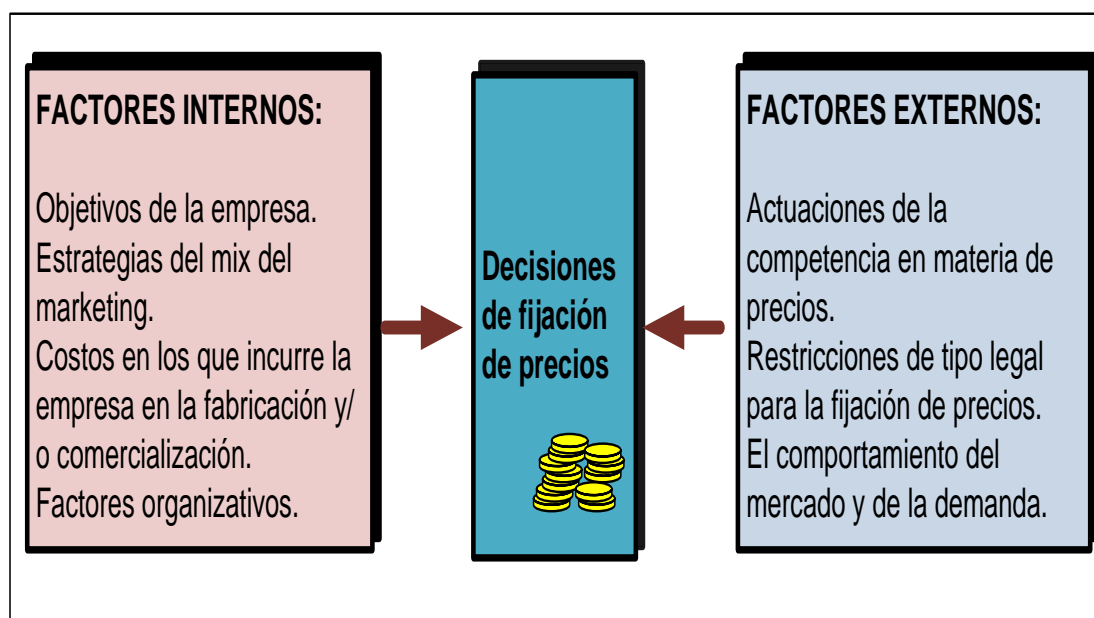 FACTORES INTERNOS:
Objetivos de la empresa.
Estrategias del mix del
marketing.
Costos en los que incurre la
empresa en la fabricación y/
o comercialización.
Factores organizativos.
Decisiones
de fijación
de precios
FACTORES EXTERNOS:
Actuaciones de la
competencia en materia de
precios.
Restricciones de tipo legal
para la fijación de precios.
El comportamiento del
mercado y de la demanda.